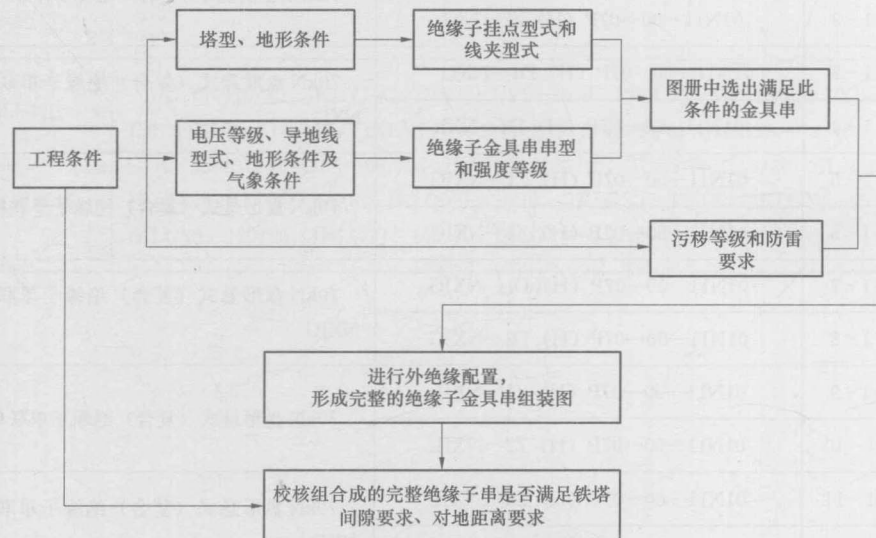 塔型、地形条件
绝缘子挂点型式和
线夹型式
图册中选出满足此
条件的金具串
工程条件
电压等级、导地线
型式、地形条件及
气象条件
绝缘子金具串串型
和强度等级
污秽等级和防雷
要求
进行外绝缘配置，
形成完整的绝缘子金具串组装图
校核组合成的完整绝缘子串是否满足铁塔
间隙要求、对地距离要求